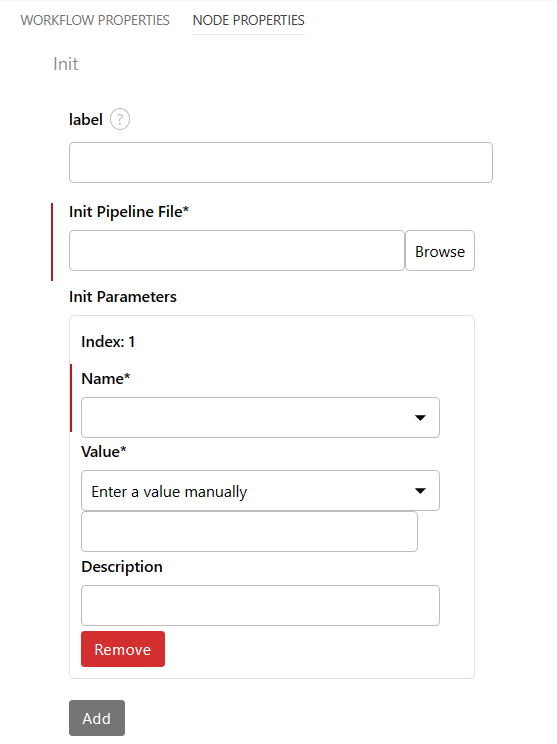 WORKFLOW PROPERTIES NODE PROPERTIES
Init
label ?
Init Pipeline File*
Browse
Init Parameters
Index: 1
Name*
Value*
Enter a value manually
Description
Remove
Add